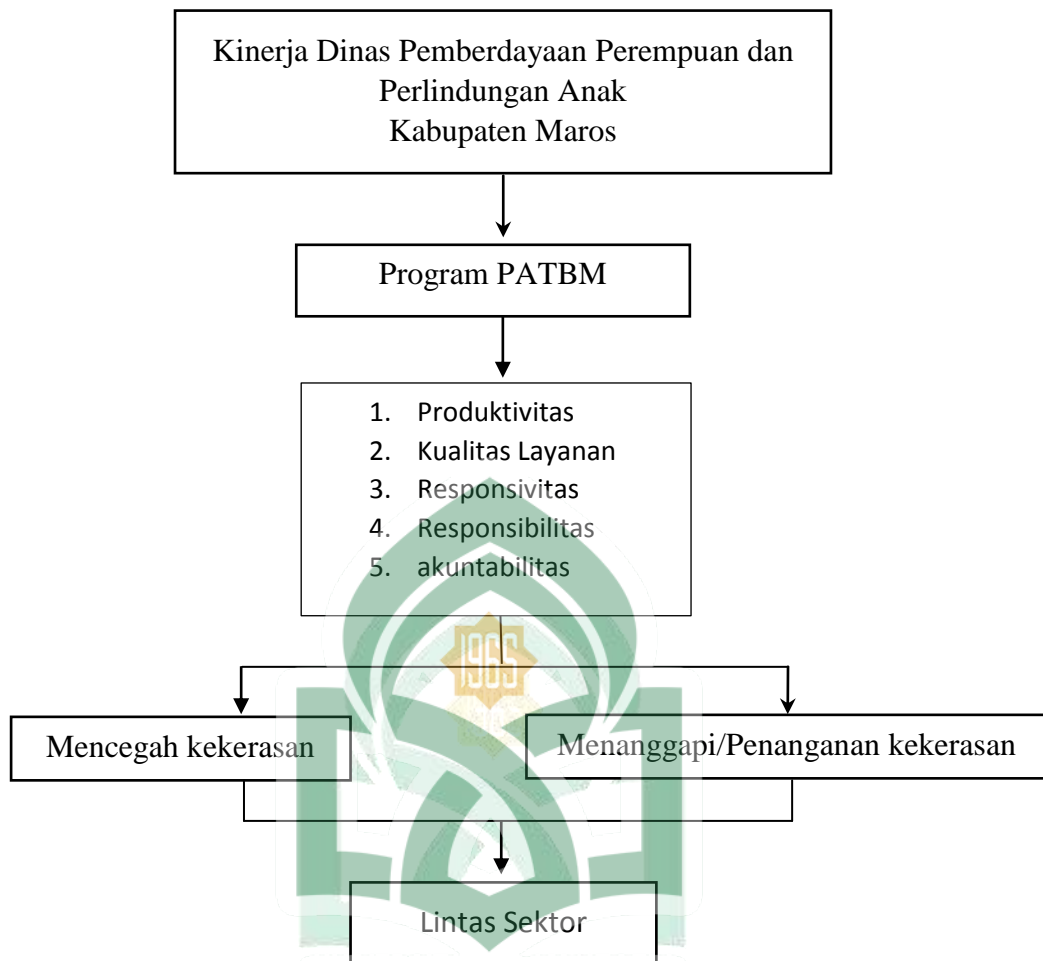 Kinerja Dinas Pemberdayaan Perempuan dan
Perlindungan Anak
Kabupaten Maros
Program PATBM
1. Produktivitas
2. Kualitas Layanan
3. Responsivitas
4. Responsibilitas
5. akuntabilitas
1965
Mencegah kekerasan
Menanggapi/Penanganan kekerasan
Lintas Sektor